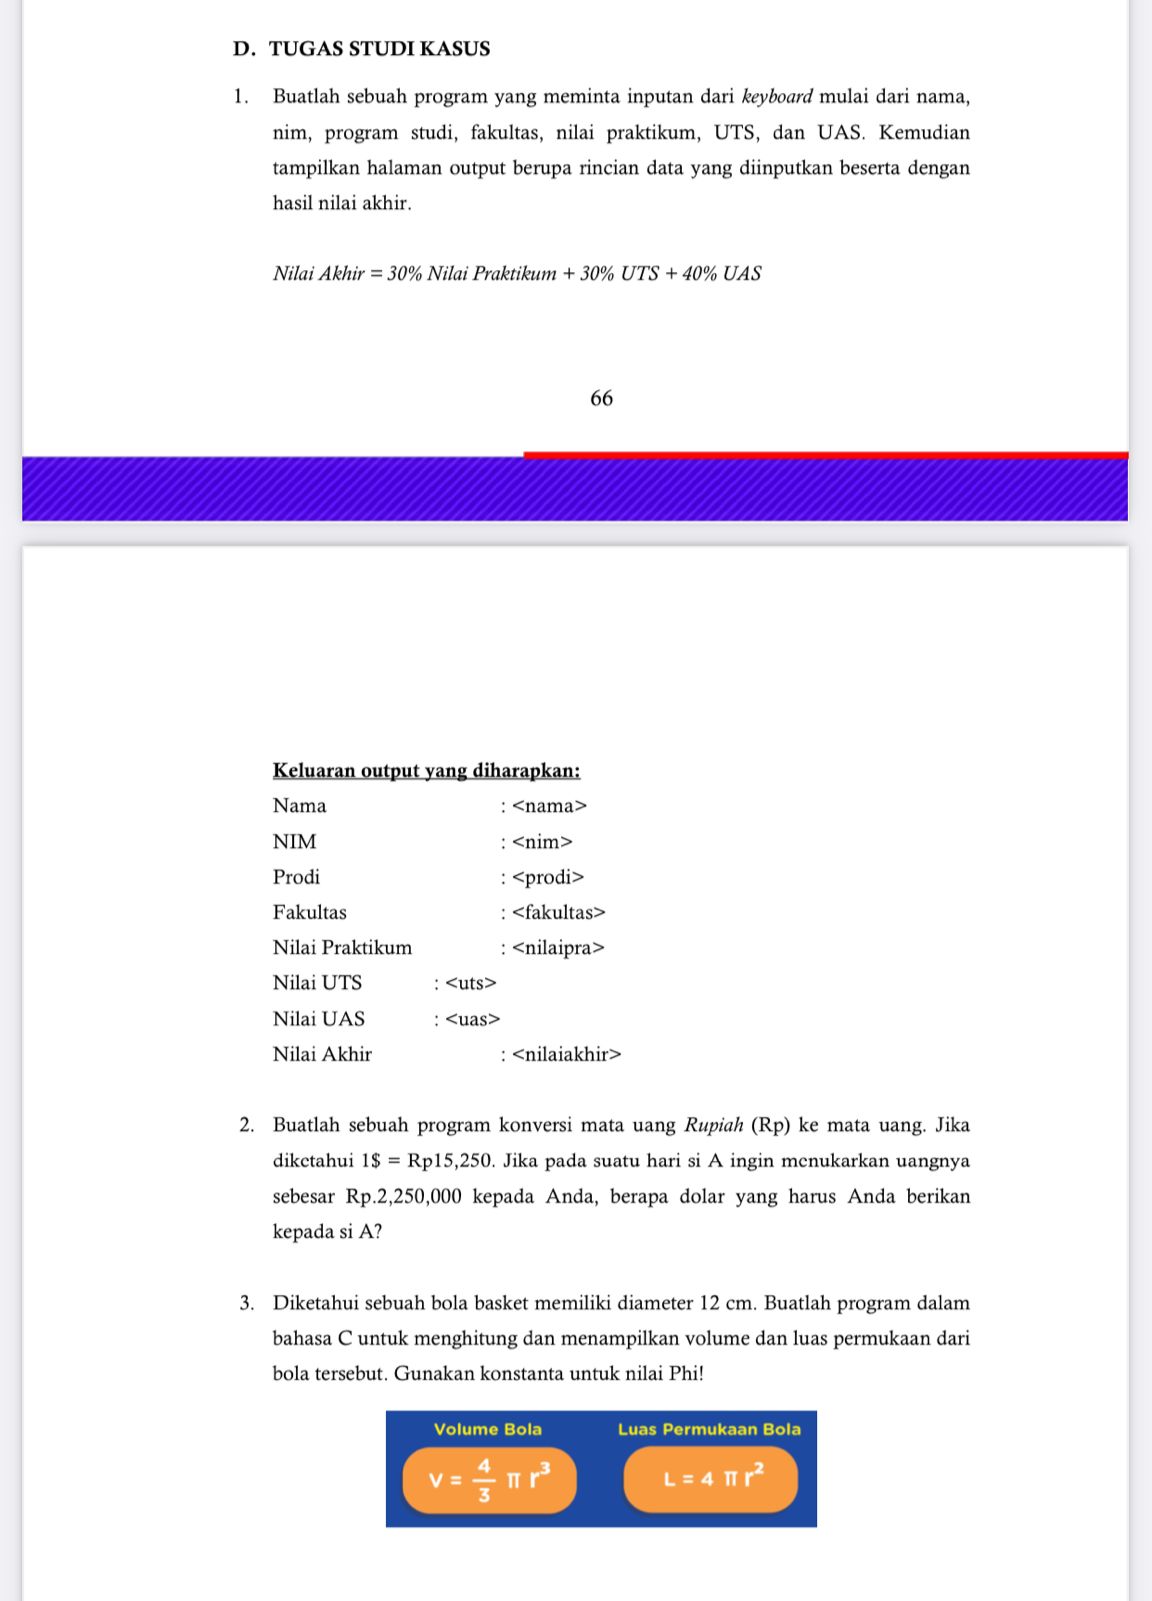 D. TUGAS STUDI KASUS
1. Buatlah sebuah program yang meminta inputan dari keyboard mulai dari nama,
nim, program studi, fakultas, nilai praktikum, UTS, dan UAS. Kemudian
tampilkan halaman output berupa rincian data yang diinputkan beserta dengan
hasil nilai akhir.
Nilai Akhir = 30% Nilai Praktikum + 30% UTS + 40% UAS
66
Keluaran output yang diharapkan:
Nama : <nama>
NIM : <nim>
Prodi : <prodi>
Fakultas : <fakultas>
Nilai Praktikum : <nilaipra>
Nilai UTS : <uts>
Nilai UAS : <uas>
Nilai Akhir : <nilaiakhir>
2. Buatlah sebuah program konversi mata uang Rupiah (Rp) ke mata uang. Jika
diketahui 1$ = Rp15,250. Jika pada suatu hari si A ingin menukarkan uangnya
sebesar Rp.2,250,000 kepada Anda, berapa dolar yang harus Anda berikan
kepada si A?
3. Diketahui sebuah bola basket memiliki diameter 12 cm. Buatlah program dalam
bahasa C untuk menghitung dan menampilkan volume dan luas permukaan dari
bola tersebut. Gunakan konstanta untuk nilai Phi!
Volume Bola
V = 4/3 π r³
Luas Permukaan Bola
L = 4 π r²